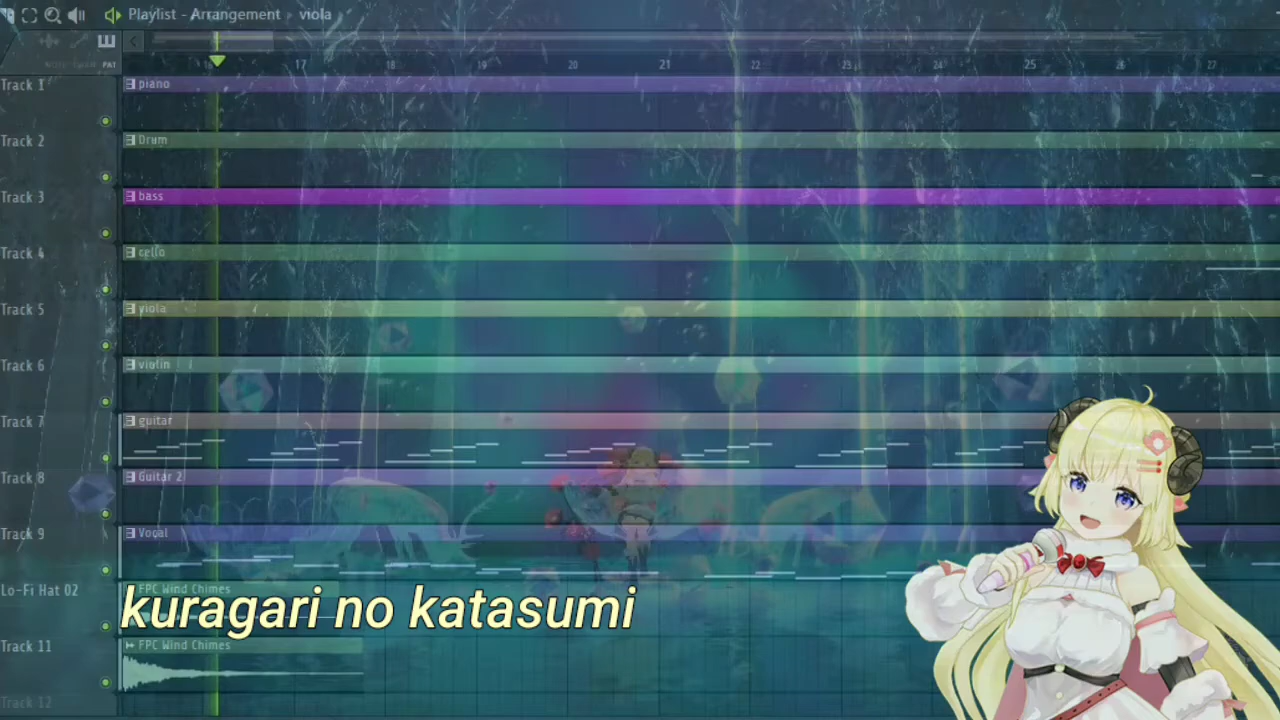 Playlist - Arrangement › viola
PAT
17 18 19 20 21 22 23 24 25 26 27
Track 1 piano
Track 2 Drum
Track 3 bass
Track 4 cello
Track 5 viola
Track 6 violin
Track 7 guitar
Track 8 Guitar 2
Track 9 Vocal
Lo-Fi Hat 02 FPC Wind Chimes
kuragari no katasumi
Track 11 FPC Wind Chimes
Track 12